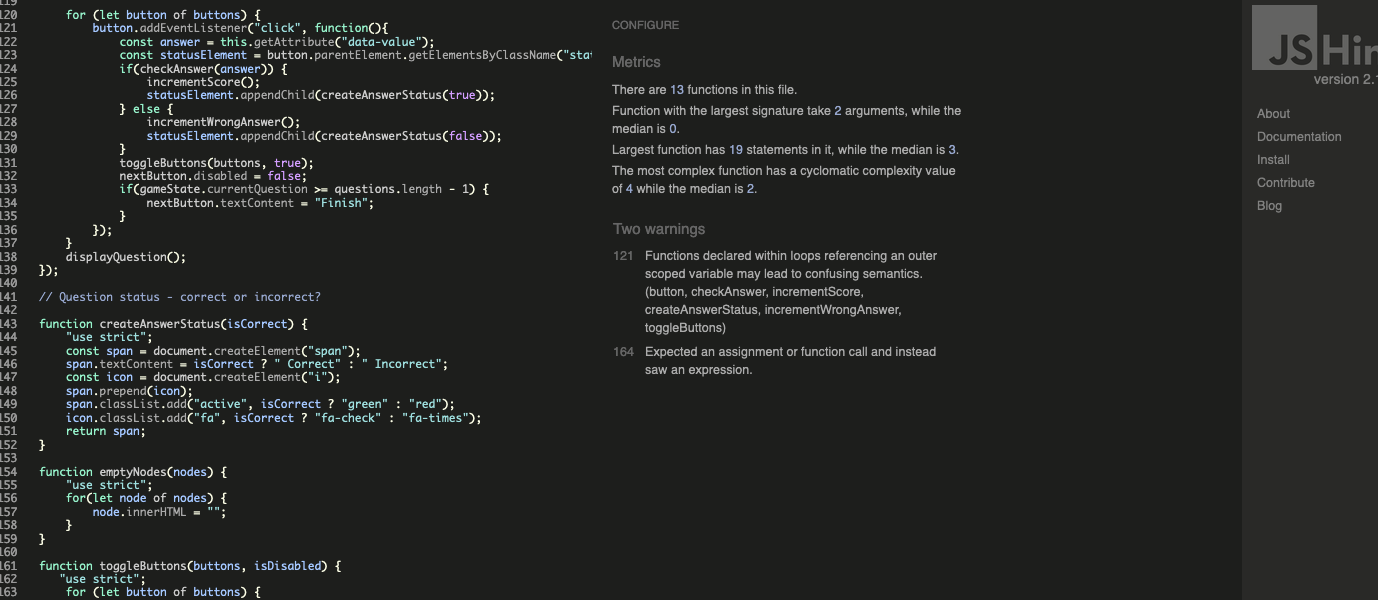 119
120 for (let button of buttons) {
121 button.addEventListener("click", function(){
122 const answer = this.getAttribute("data-value");
123 const statusElement = button.parentElement.getElementsByClassName("stat
124 if(checkAnswer(answer)) {
125 incrementScore();
126 statusElement.appendChild(createAnswerStatus(true));
127 } else {
128 incrementWrongAnswer();
129 statusElement.appendChild(createAnswerStatus(false));
130 }
131 toggleButtons(buttons, true);
132 nextButton.disabled = false;
133 if(gameState.currentQuestion >= questions.length - 1) {
134 nextButton.textContent = "Finish";
135 }
136 });
137 }
138 displayQuestion();
139 });
140
141 // Question status - correct or incorrect?
142
143 function createAnswerStatus(isCorrect) {
144 "use strict";
145 const span = document.createElement("span");
146 span.textContent = isCorrect ? " Correct" : " Incorrect";
147 const icon = document.createElement("i");
148 span.prepend(icon);
149 span.classList.add("active", isCorrect ? "green" : "red");
150 icon.classList.add("fa", isCorrect ? "fa-check" : "fa-times");
151 return span;
152 }
153
154 function emptyNodes(nodes) {
155 "use strict";
156 for(let node of nodes) {
157 node.innerHTML = "";
158 }
159 }
160
161 function toggleButtons(buttons, isDisabled) {
162 "use strict";
163 for (let button of buttons) {
CONFIGURE
Metrics
There are 13 functions in this file.
Function with the largest signature take 2 arguments, while the
median is 0.
Largest function has 19 statements in it, while the median is 3.
The most complex function has a cyclomatic complexity value
of 4 while the median is 2.
Two warnings
121 Functions declared within loops referencing an outer
scoped variable may lead to confusing semantics.
(button, checkAnswer, incrementScore,
createAnswerStatus, incrementWrongAnswer,
toggleButtons)
164 Expected an assignment or function call and instead
saw an expression.
JSHin
version 2.
About
Documentation
Install
Contribute
Blog